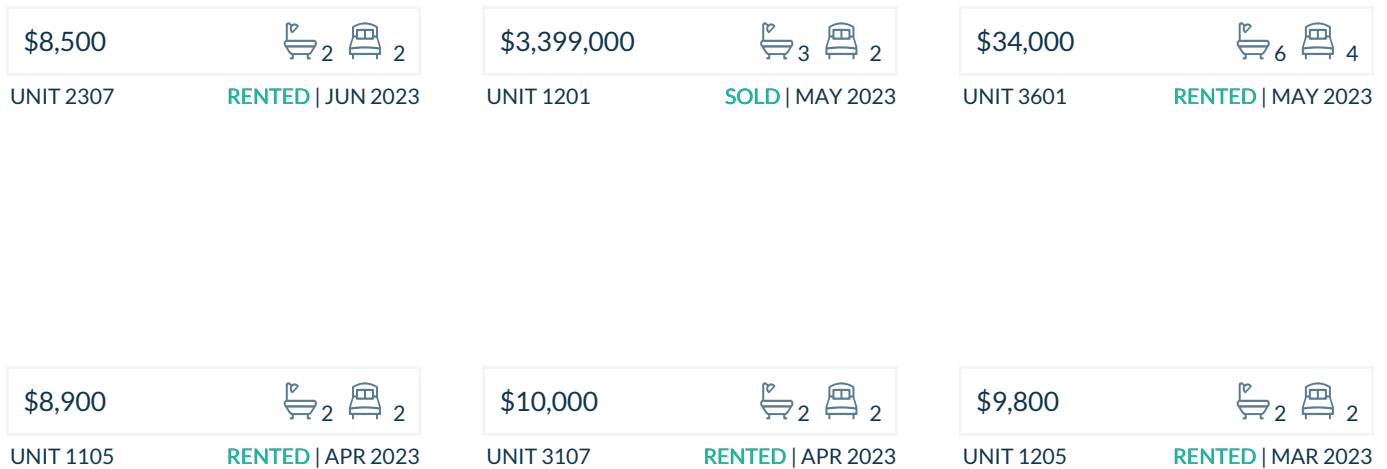 $8,500 2 2
UNIT 2307 RENTED | JUN 2023
$3,399,000 3 2
UNIT 1201 SOLD | MAY 2023
$34,000 6 4
UNIT 3601 RENTED | MAY 2023
$8,900 2 2
UNIT 1105 RENTED | APR 2023
$10,000 2 2
UNIT 3107 RENTED | APR 2023
$9,800 2 2
UNIT 1205 RENTED | MAR 2023